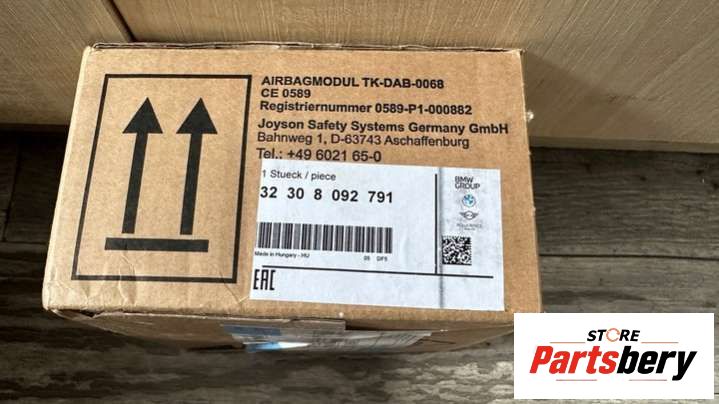 AIRBAGMODUL TK-DAB-0068
CE 0589
Registriernummer 0589-P1-000882
Joyson Safety Systems Germany GmbH
Bahnweg 1, D-63743 Aschaffenburg
Tel.: +49 6021 65-0
1 Stueck / piece
32 30 8 092 791
BMW
GROUP
Made in Hungary - HU
EAC
STORE
Partsbery